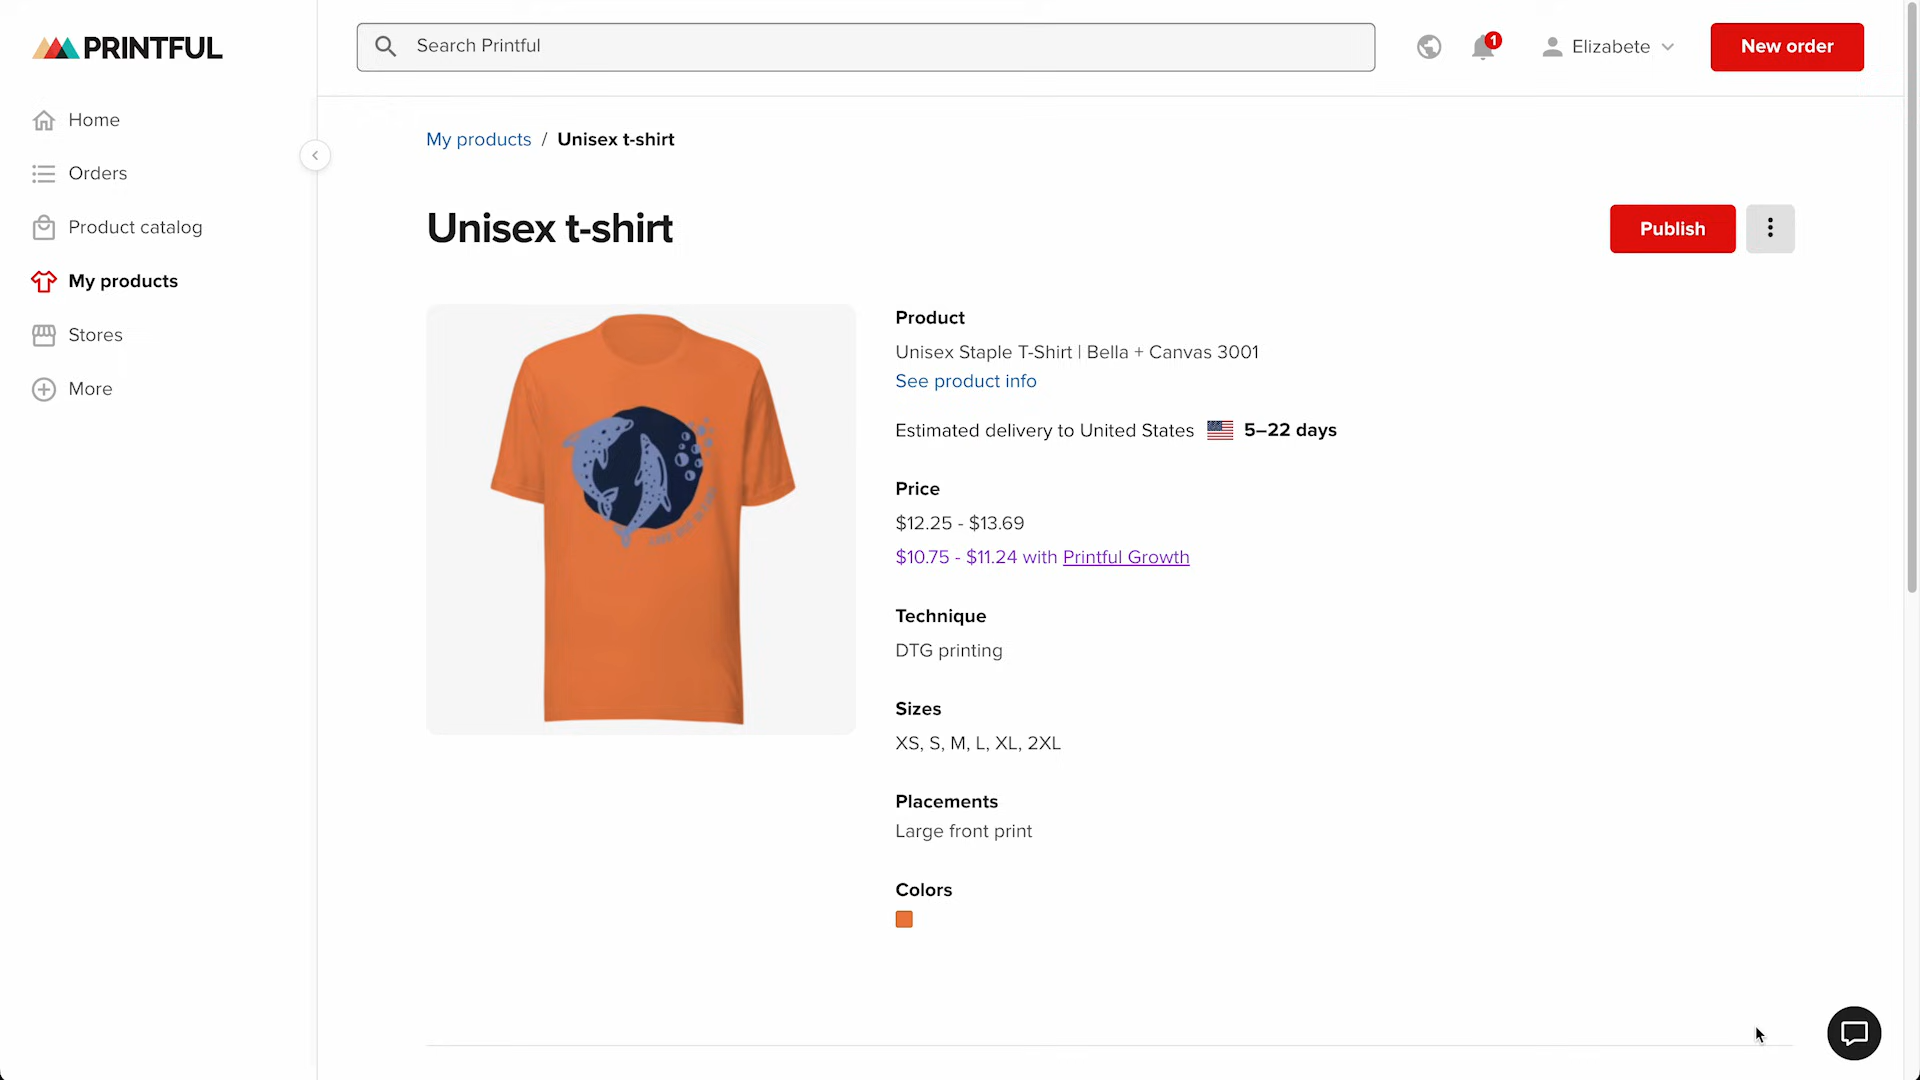 PRINTFUL
Search Printful
1
Elizabete
New order
Home
Orders
Product catalog
My products
Stores
More
My products / Unisex t-shirt
Unisex t-shirt
Publish
Product
Unisex Staple T-Shirt | Bella + Canvas 3001
See product info
Estimated delivery to United States 5–22 days
Price
$12.25 - $13.69
$10.75 - $11.24 with Printful Growth
Technique
DTG printing
Sizes
XS, S, M, L, XL, 2XL
Placements
Large front print
Colors